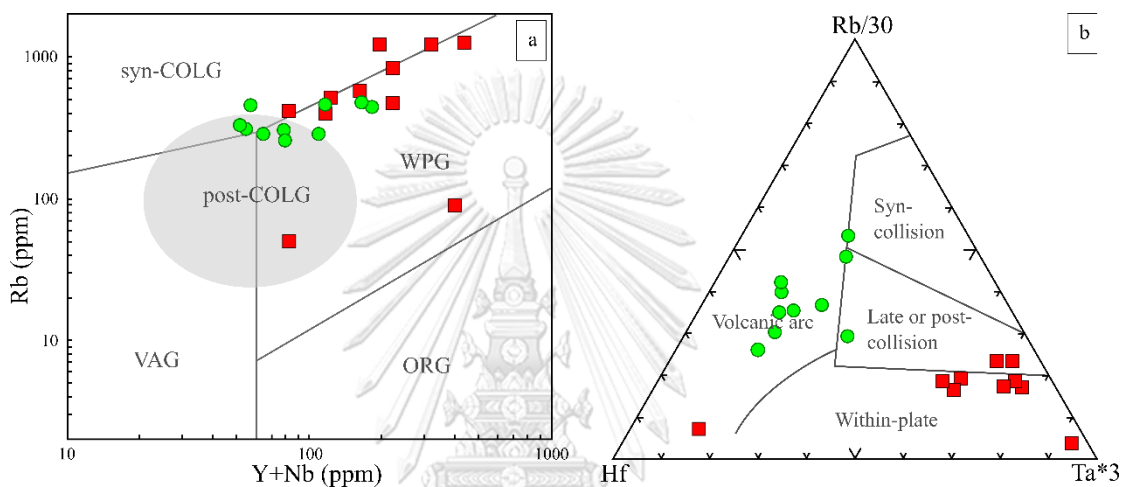 a
1000
100
10
Rb (ppm)
syn-COLG
WPG
post-COLG
VAG
ORG
10
100
1000
Y+Nb (ppm)
b
Rb/30
Syn-
collision
Volcanic arc
Late or post-
collision
Within-plate
Hf
Ta*3